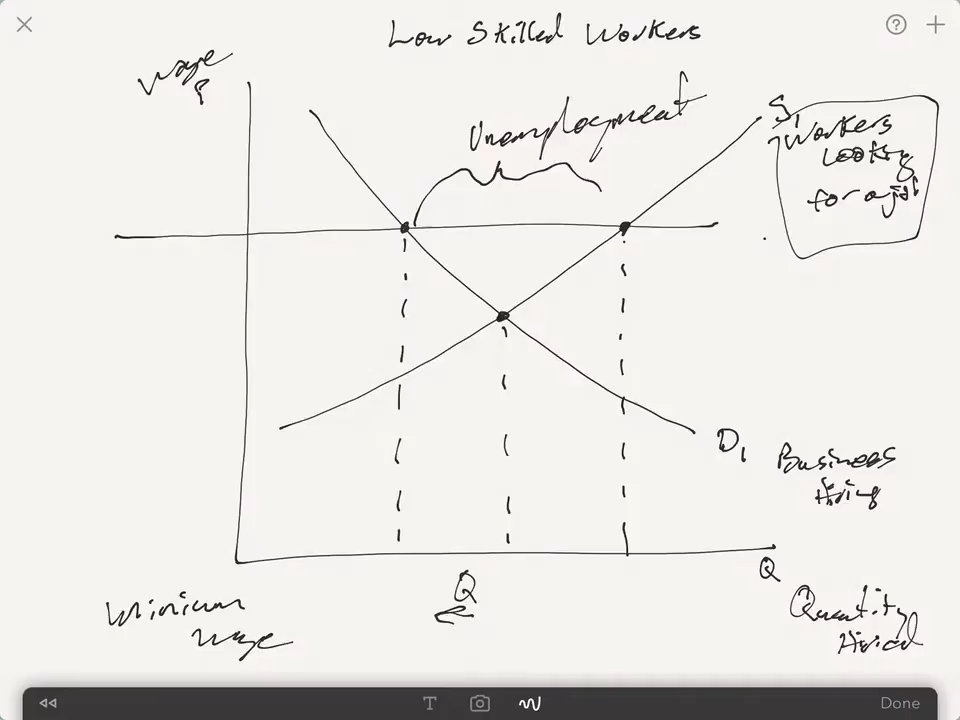 Low Skilled Workers
Wage
P
Unemployment
S1
Workers
Looking
for a job
D1
Business
Hiring
Q
Q
Minimum
Wage
Quantity
Hired
T
Done